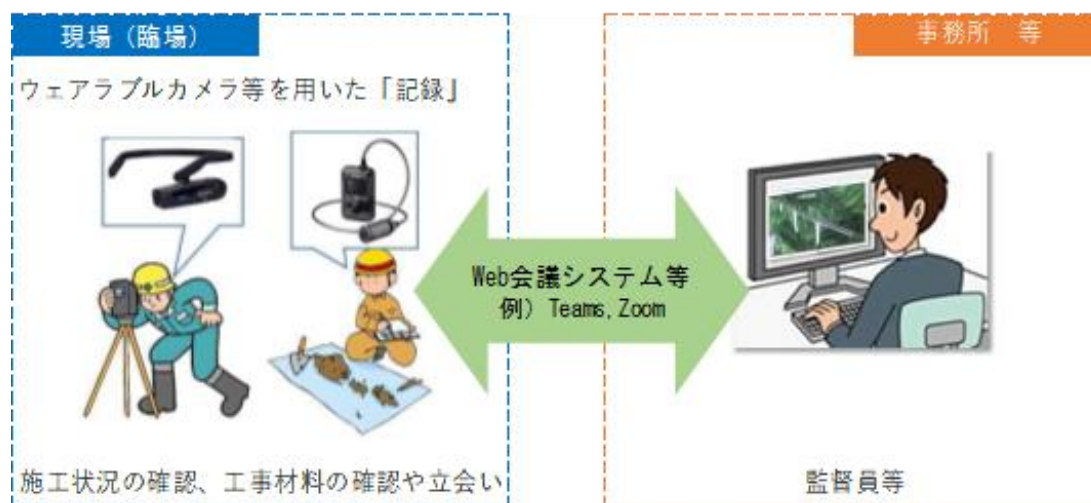 現場（臨場）
ウェアラブルカメラ等を用いた「記録」
施工状況の確認、工事材料の確認や立会い
Web会議システム等
例）Teams,Zoom
事務所　等
監督員等